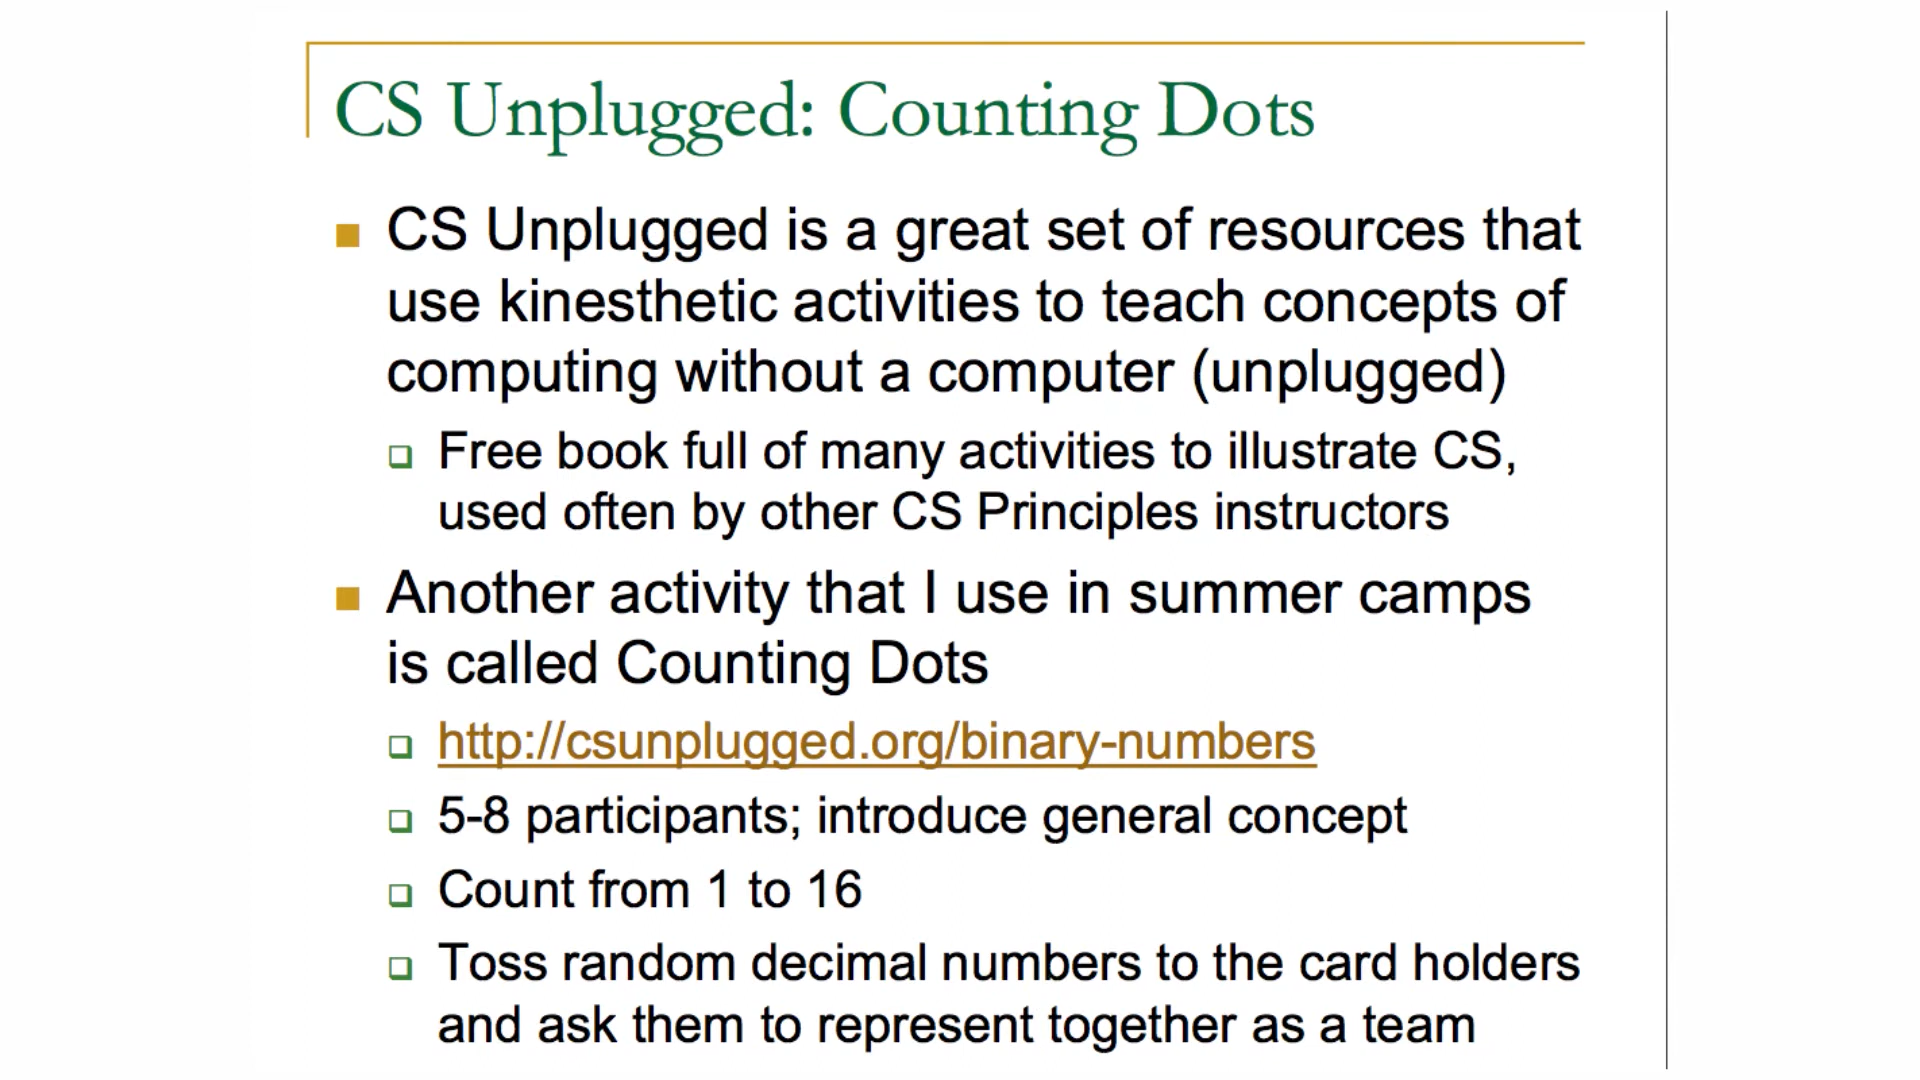 CS Unplugged: Counting Dots
CS Unplugged is a great set of resources that
use kinesthetic activities to teach concepts of
computing without a computer (unplugged)
Free book full of many activities to illustrate CS,
used often by other CS Principles instructors
Another activity that I use in summer camps
is called Counting Dots
http://csunplugged.org/binary-numbers
5-8 participants; introduce general concept
Count from 1 to 16
Toss random decimal numbers to the card holders
and ask them to represent together as a team